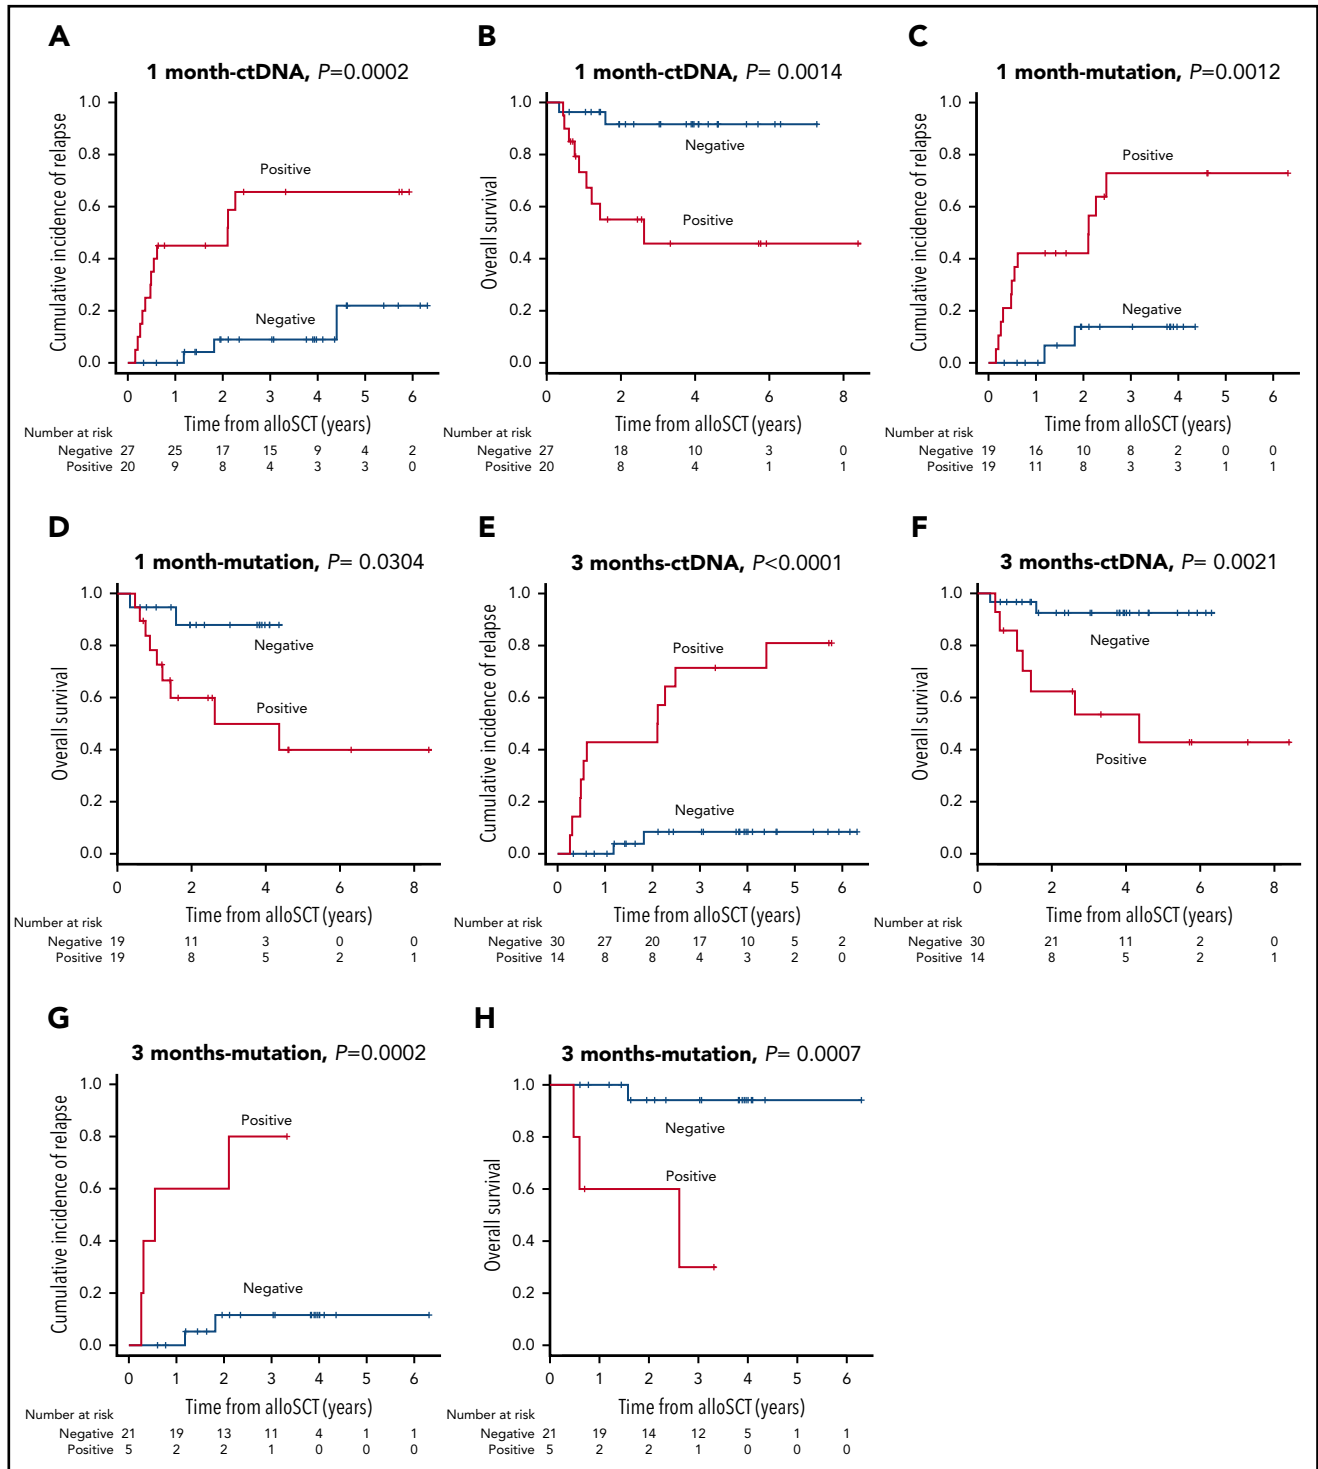 A
1 month-ctDNA, P=0.0002
Cumulative incidence of relapse
1.0
0.8
0.6
0.4
0.2
0.0
Positive
Negative
0 1 2 3 4 5 6
Time from alloSCT (years)
Number at risk
Negative 27 25 17 15 9 4 2
Positive 20 9 8 4 3 3 0
B
1 month-ctDNA, P= 0.0014
Overall survival
1.0
0.8
0.6
0.4
0.2
0.0
Negative
Positive
0 2 4 6 8
Time from alloSCT (years)
Number at risk
Negative 27 18 10 3 0
Positive 20 8 4 1 1
C
1 month-mutation, P=0.0012
Cumulative incidence of relapse
1.0
0.8
0.6
0.4
0.2
0.0
Positive
Negative
0 1 2 3 4 5 6
Time from alloSCT (years)
Number at risk
Negative 19 16 10 8 2 0 0
Positive 19 11 8 3 3 1 1
D
1 month-mutation, P= 0.0304
Overall survival
1.0
0.8
0.6
0.4
0.2
0.0
Negative
Positive
0 2 4 6 8
Time from alloSCT (years)
Number at risk
Negative 19 11 3 0 0
Positive 19 8 5 2 1
E
3 months-ctDNA, P<0.0001
Cumulative incidence of relapse
1.0
0.8
0.6
0.4
0.2
0.0
Positive
Negative
0 1 2 3 4 5 6
Time from alloSCT (years)
Number at risk
Negative 30 27 20 17 10 5 2
Positive 14 8 8 4 3 2 0
F
3 months-ctDNA, P= 0.0021
Overall survival
1.0
0.8
0.6
0.4
0.2
0.0
Negative
Positive
0 2 4 6 8
Time from alloSCT (years)
Number at risk
Negative 30 21 11 2 0
Positive 14 8 5 2 1
G
3 months-mutation, P=0.0002
Cumulative incidence of relapse
1.0
0.8
0.6
0.4
0.2
0.0
Positive
Negative
0 1 2 3 4 5 6
Time from alloSCT (years)
Number at risk
Negative 21 19 13 11 4 1 1
Positive 5 2 2 1 0 0 0
H
3 months-mutation, P= 0.0007
Overall survival
1.0
0.8
0.6
0.4
0.2
0.0
Negative
Positive
0 1 2 3 4 5 6
Time from alloSCT (years)
Number at risk
Negative 21 19 14 12 5 1 1
Positive 5 2 2 1 0 0 0